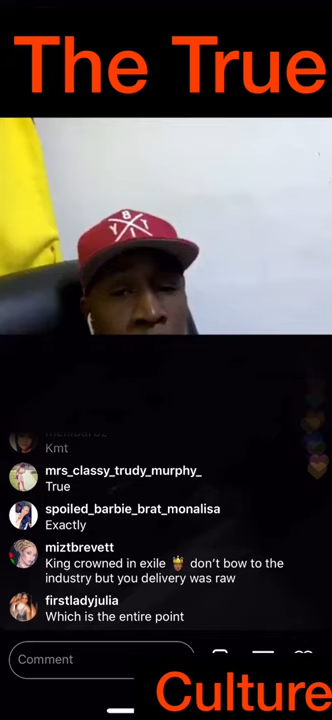 The True
B
Y T
I
Kmt
mrs_classy_trudy_murphy_
True
spoiled_barbie_brat_monalisa
Exactly
miztbrevett
King crowned in exile 🤴🏿 don't bow to the
industry but you delivery was raw
firstladyjulia
Which is the entire point
Comment
Culture